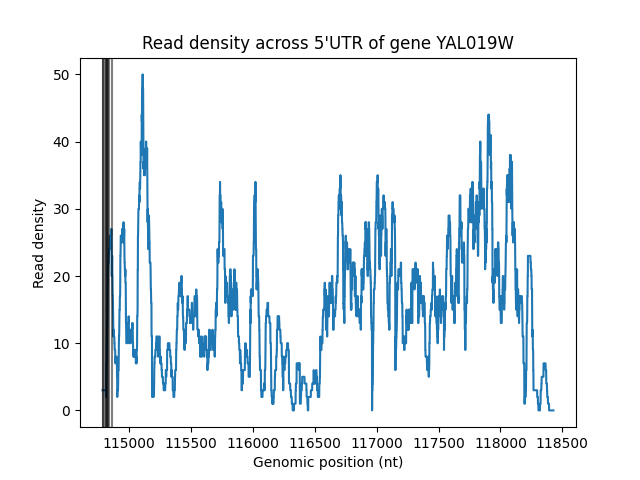 Read density across 5'UTR of gene YAL019W
50
40
30
20
10
0
Read density
115000 115500 116000 116500 117000 117500 118000 118500
Genomic position (nt)